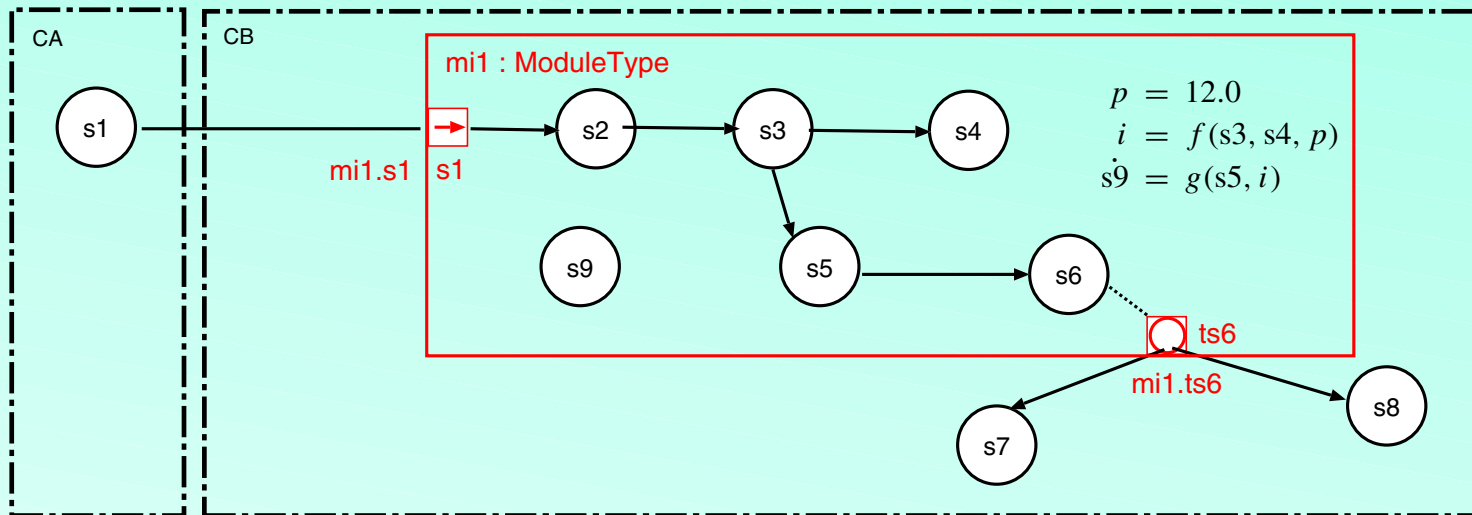 CA
CB
mi1 : ModuleType
p = 12.0
i = f(s3, s4, p)
ṡ9 = g(s5, i)
s1
s2
s3
s4
mi1.s1
s1
s9
s5
s6
ts6
mi1.ts6
s7
s8